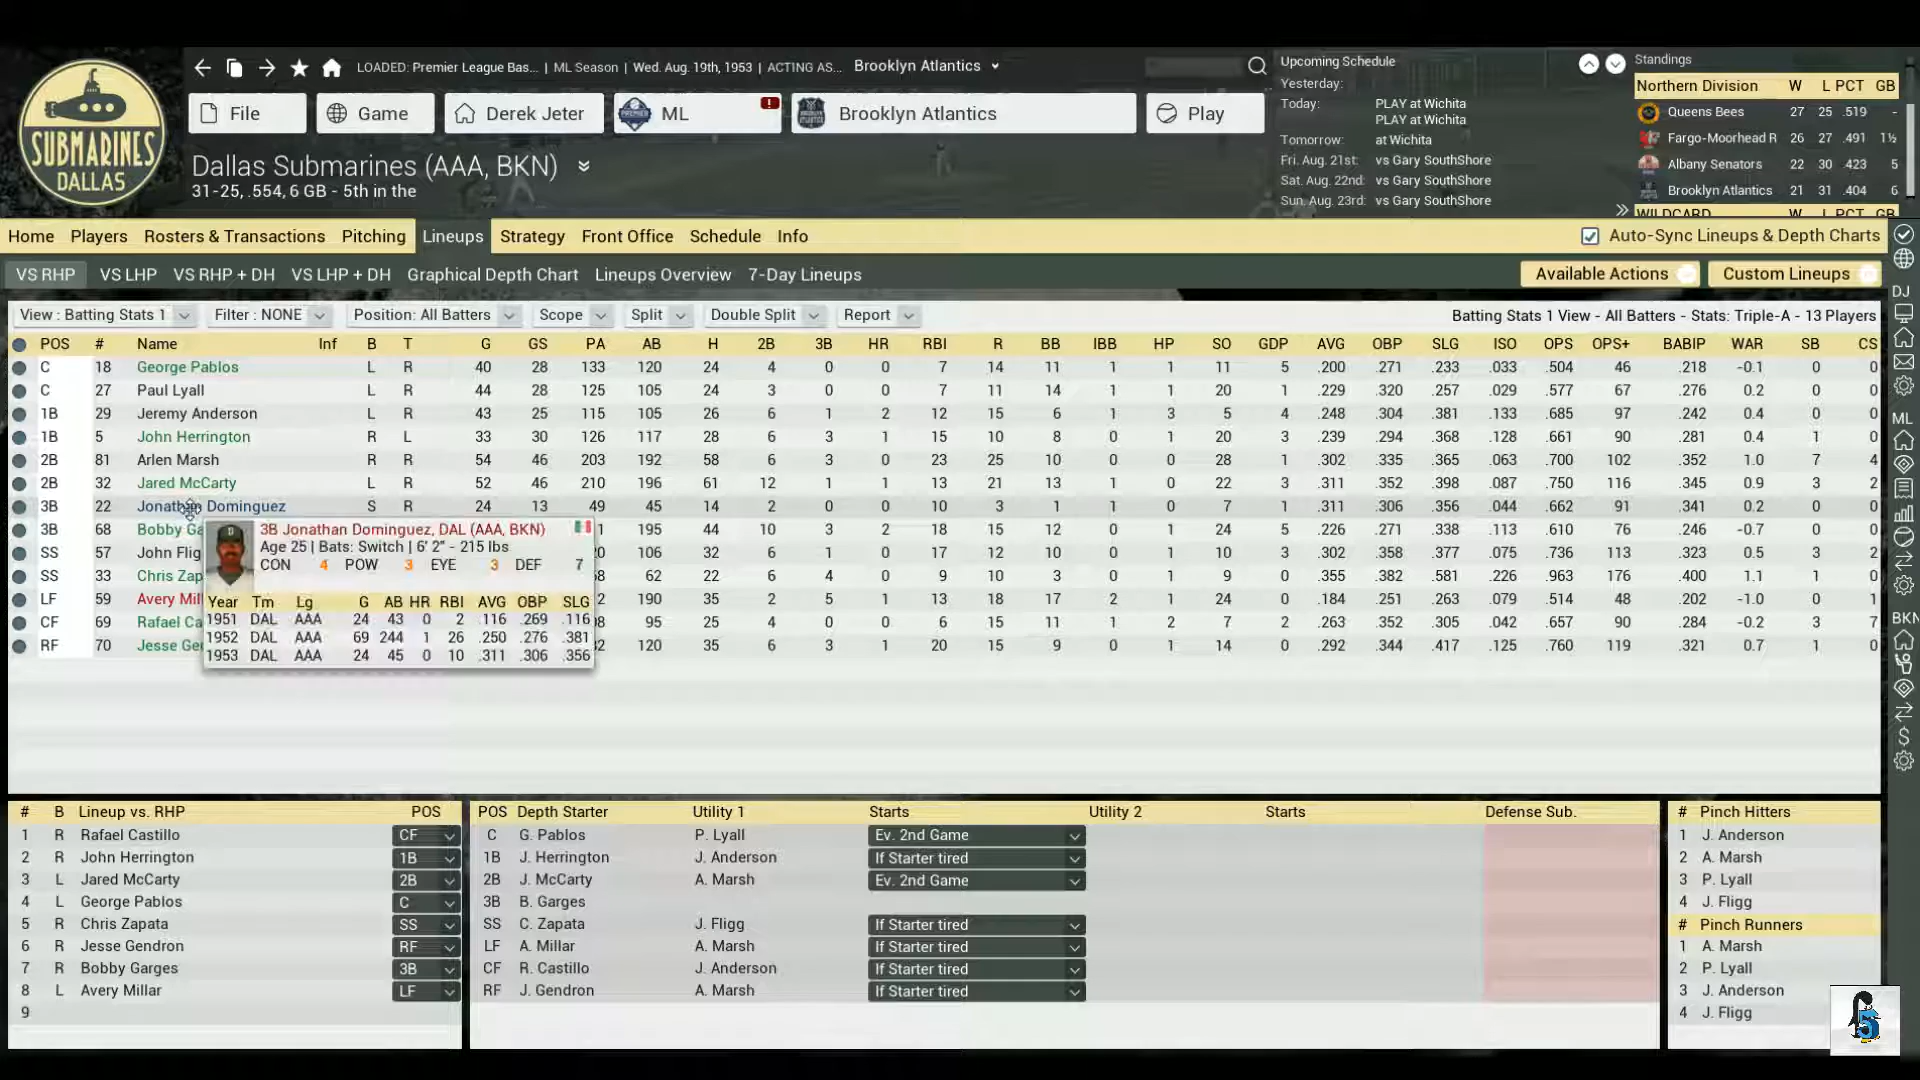 SUBMARINES
DALLAS
LOADED: Premier League Bas... | ML Season | Wed. Aug. 19th, 1953 | ACTING AS... Brooklyn Atlantics
File Game Derek Jeter ML ! Brooklyn Atlantics Play
Dallas Submarines (AAA, BKN)
31-25, .554, 6 GB - 5th in the
Upcoming Schedule
Yesterday:
Today: PLAY at Wichita
PLAY at Wichita
Tomorrow: at Wichita
Fri. Aug. 21st: vs Gary SouthShore
Sat. Aug. 22nd: vs Gary SouthShore
Sun. Aug. 23rd: vs Gary SouthShore
Standings
Northern Division W L PCT GB
Queens Bees 27 25 .519 -
Fargo-Moorhead R 26 27 .491 1½
Albany Senators 22 30 .423 5
Brooklyn Atlantics 21 31 .404 6
WILDCARD W L PCT GB
Home Players Rosters & Transactions Pitching Lineups Strategy Front Office Schedule Info Auto-Sync Lineups & Depth Charts
VS RHP VS LHP VS RHP + DH VS LHP + DH Graphical Depth Chart Lineups Overview 7-Day Lineups Available Actions Custom Lineups
View : Batting Stats 1 Filter : NONE Position: All Batters Scope Split Double Split Report Batting Stats 1 View - All Batters - Stats: Triple-A - 13 Players
POS # Name Inf B T G GS PA AB H 2B 3B HR RBI R BB IBB HP SO GDP AVG OBP SLG ISO OPS OPS+ BABIP WAR SB CS
C 18 George Pablos L R 40 28 133 120 24 4 0 0 7 14 11 1 1 11 5 .200 .271 .233 .033 .504 46 .218 -0.1 0 0
C 27 Paul Lyall L R 44 28 125 105 24 3 0 0 7 11 14 1 1 20 1 .229 .320 .257 .029 .577 67 .276 0.2 0 0
1B 29 Jeremy Anderson L R 43 25 115 105 26 6 1 2 12 15 6 1 3 5 4 .248 .304 .381 .133 .685 97 .242 0.4 0 0
1B 5 John Herrington R L 33 30 126 117 28 6 3 1 15 10 8 0 1 20 3 .239 .294 .368 .128 .661 90 .281 0.4 1 0
2B 81 Arlen Marsh R R 54 46 203 192 58 6 3 0 23 25 10 0 0 28 1 .302 .335 .365 .063 .700 102 .352 1.0 7 4
2B 32 Jared McCarty L R 52 46 210 196 61 12 1 1 13 21 13 1 0 22 3 .311 .351 .398 .087 .750 116 .345 0.9 3 2
3B 22 Jonathan Dominguez S R 24 13 49 45 14 2 0 0 10 3 1 1 0 7 1 .311 .306 .356 .044 .662 91 .341 0.2 0 0
3B 68 Bobby Ga 1 195 44 10 3 2 18 15 12 0 0 24 5 .226 .271 .338 .113 .610 76 .246 -0.7 0 0
SS 57 John Flig 20 106 32 6 1 0 17 12 10 0 0 10 3 .302 .358 .377 .075 .736 113 .323 0.5 3 2
SS 33 Chris Zap 68 62 22 6 4 0 9 10 3 0 1 9 0 .355 .382 .581 .226 .963 176 .400 1.1 1 0
LF 59 Avery Mil 2 190 35 2 5 1 13 18 17 2 1 24 0 .184 .251 .263 .079 .514 48 .202 -1.0 0 1
CF 69 Rafael Ca 95 25 4 0 0 6 15 11 1 2 7 2 .263 .352 .305 .042 .657 90 .284 -0.2 3 7
RF 70 Jesse Ge 32 120 35 6 3 1 20 15 9 0 1 14 0 .292 .344 .417 .125 .760 119 .321 0.7 1 0
3B Jonathan Dominguez, DAL (AAA, BKN)
Age 25 | Bats: Switch | 6' 2" - 215 lbs
CON 4 POW 3 EYE 3 DEF 7
Year Tm Lg G AB HR RBI AVG OBP SLG
1951 DAL AAA 24 43 0 2 .116 .269 .116
1952 DAL AAA 69 244 1 26 .250 .276 .381
1953 DAL AAA 24 45 0 10 .311 .306 .356
# B Lineup vs. RHP POS
1 R Rafael Castillo CF
2 R John Herrington 1B
3 L Jared McCarty 2B
4 L George Pablos C
5 R Chris Zapata SS
6 R Jesse Gendron RF
7 R Bobby Garges 3B
8 L Avery Millar LF
9
POS Depth Starter Utility 1 Starts Utility 2 Starts Defense Sub.
C G. Pablos P. Lyall Ev. 2nd Game
1B J. Herrington J. Anderson If Starter tired
2B J. McCarty A. Marsh Ev. 2nd Game
3B B. Garges
SS C. Zapata J. Fligg If Starter tired
LF A. Millar A. Marsh If Starter tired
CF R. Castillo J. Anderson If Starter tired
RF J. Gendron A. Marsh If Starter tired
# Pinch Hitters
1 J. Anderson
2 A. Marsh
3 P. Lyall
4 J. Fligg
# Pinch Runners
1 A. Marsh
2 P. Lyall
3 J. Anderson
4 J. Fligg
DJ
ML
BKN
$
5